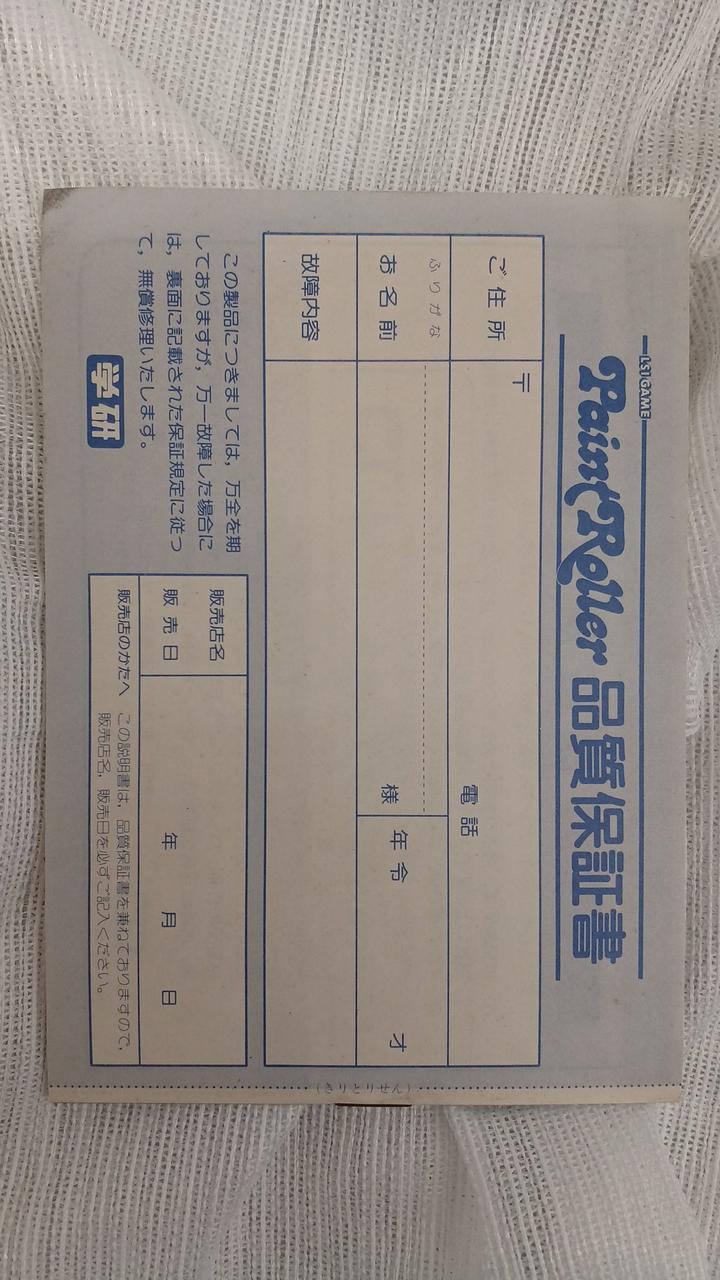 LSI GAME
Paint Roller 品質保証書
ご住所
〒
電話
ふりがな
お名前
様
年令
才
故障内容
この製品につきましては，万全を期
しておりますが，万一故障した場合に
は，裏面に記載された保証規定に従っ
て，無償修理いたします。
学研
販売店名
販売日
年 月 日
販売店のかたへ
この説明書は，品質保証書を兼ねておりますので，
販売店名，販売日を必ずご記入ください。
(きりとりせん)